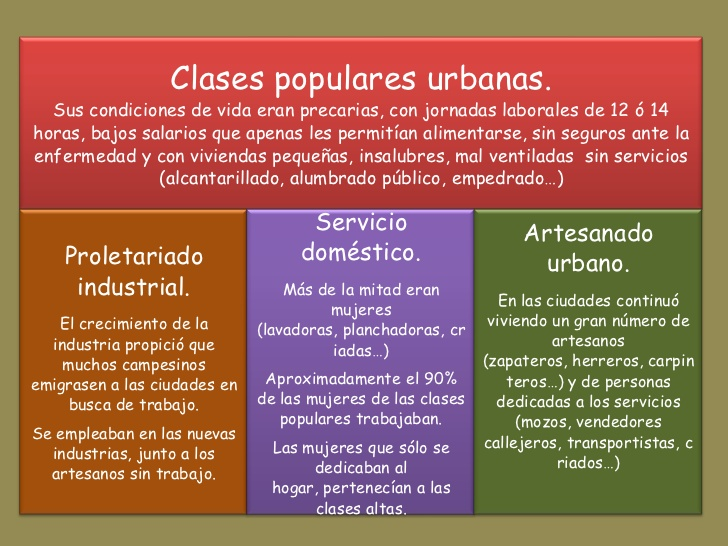 Clases populares urbanas.
Sus condiciones de vida eran precarias, con jornadas laborales de 12 ó 14
horas, bajos salarios que apenas les permitían alimentarse, sin seguros ante la
enfermedad y con viviendas pequeñas, insalubres, mal ventiladas sin servicios
(alcantarillado, alumbrado público, empedrado…)
Proletariado
industrial.
El crecimiento de la
industria propició que
muchos campesinos
emigrasen a las ciudades en
busca de trabajo.
Se empleaban en las nuevas
industrias, junto a los
artesanos sin trabajo.
Servicio
doméstico.
Más de la mitad eran
mujeres
(lavadoras, planchadoras, cr
iadas…)
Aproximadamente el 90%
de las mujeres de las clases
populares trabajaban.
Las mujeres que sólo se
dedicaban al
hogar, pertenecían a las
clases altas.
Artesanado
urbano.
En las ciudades continuó
viviendo un gran número de
artesanos
(zapateros, herreros, carpin
teros…) y de personas
dedicadas a los servicios
(mozos, vendedores
callejeros, transportistas, c
riados…)